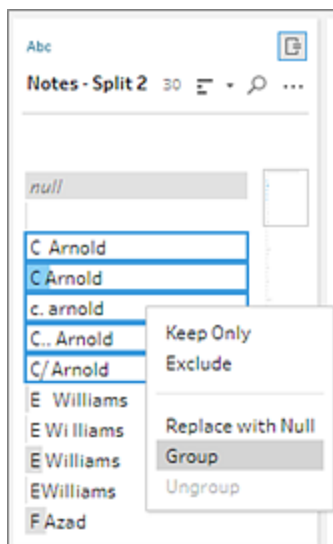 Abc
Notes - Split 2 30 ...
null
C  Arnold
C Arnold
c. arnold
C.. Arnold
C/ Arnold
E   Williams
E Wi lliams
E Williams
EWilliams
F Azad
Keep Only
Exclude
Replace with Null
Group
Ungroup